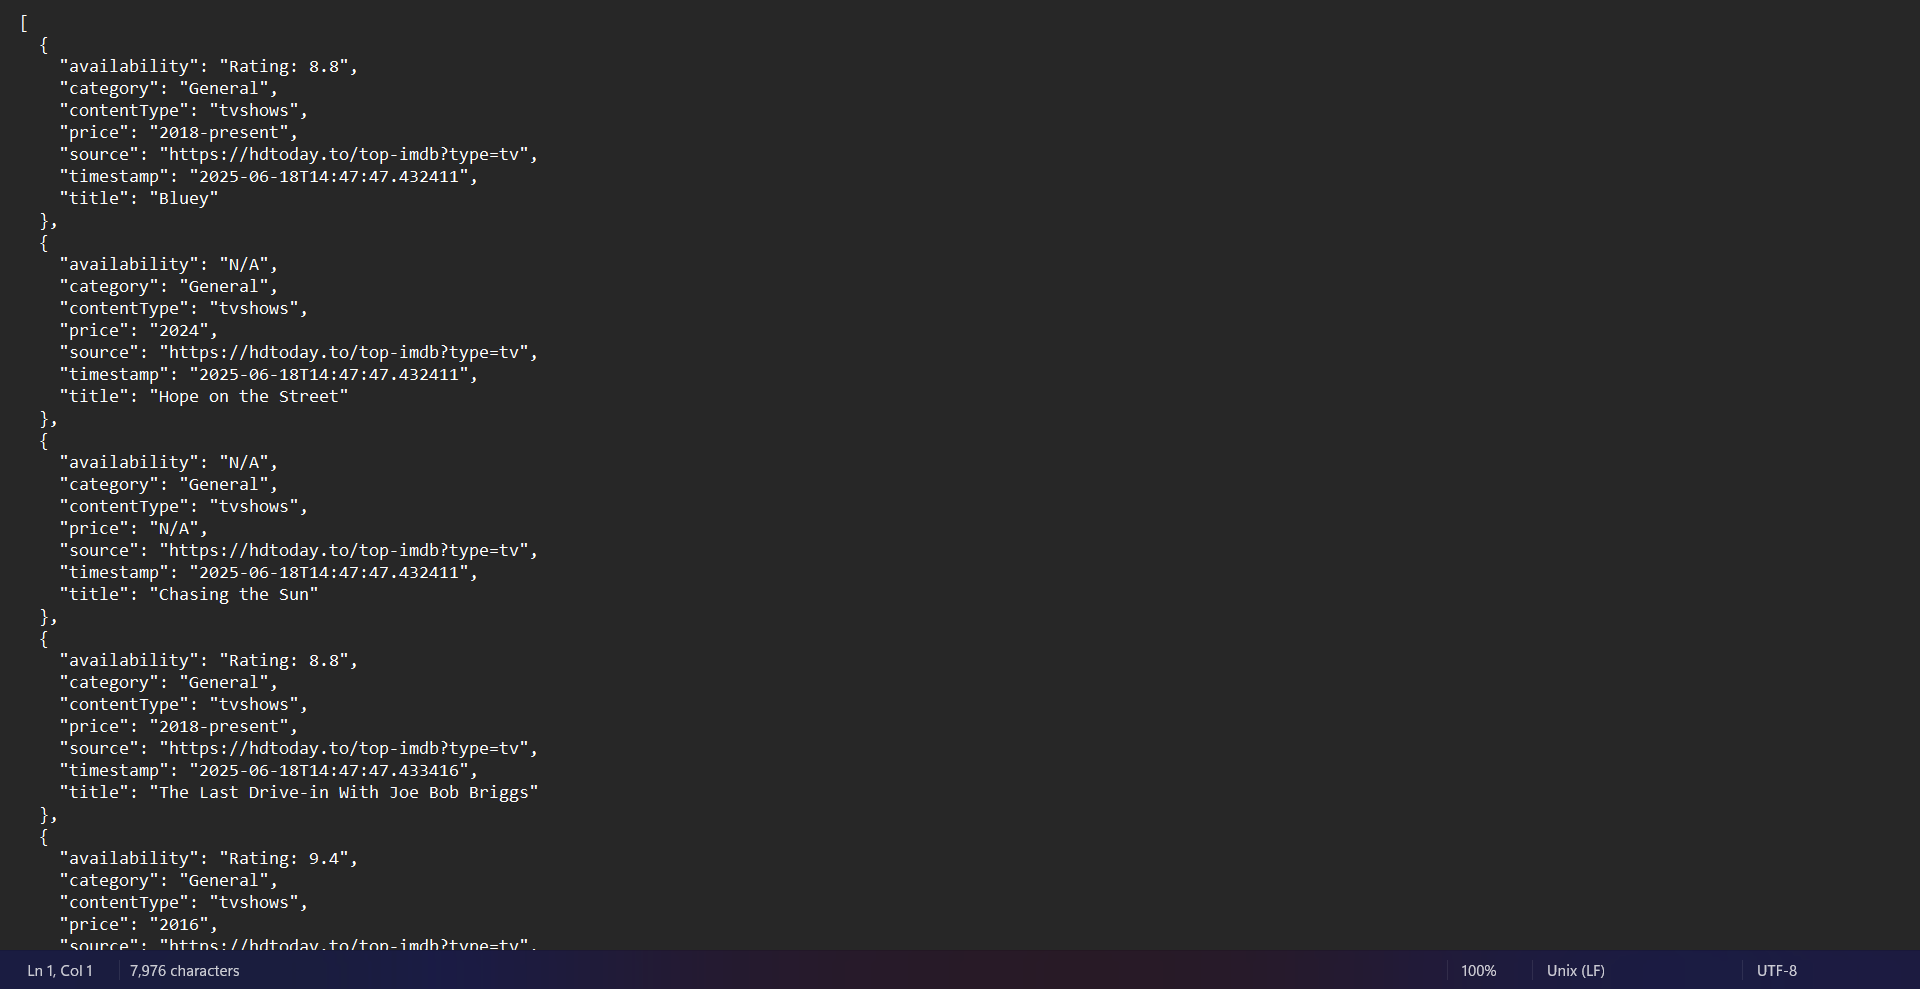 [
  {
    "availability": "Rating: 8.8",
    "category": "General",
    "contentType": "tvshows",
    "price": "2018-present",
    "source": "https://hdtoday.to/top-imdb?type=tv",
    "timestamp": "2025-06-18T14:47:47.432411",
    "title": "Bluey"
  },
  {
    "availability": "N/A",
    "category": "General",
    "contentType": "tvshows",
    "price": "2024",
    "source": "https://hdtoday.to/top-imdb?type=tv",
    "timestamp": "2025-06-18T14:47:47.432411",
    "title": "Hope on the Street"
  },
  {
    "availability": "N/A",
    "category": "General",
    "contentType": "tvshows",
    "price": "N/A",
    "source": "https://hdtoday.to/top-imdb?type=tv",
    "timestamp": "2025-06-18T14:47:47.432411",
    "title": "Chasing the Sun"
  },
  {
    "availability": "Rating: 8.8",
    "category": "General",
    "contentType": "tvshows",
    "price": "2018-present",
    "source": "https://hdtoday.to/top-imdb?type=tv",
    "timestamp": "2025-06-18T14:47:47.433416",
    "title": "The Last Drive-in With Joe Bob Briggs"
  },
  {
    "availability": "Rating: 9.4",
    "category": "General",
    "contentType": "tvshows",
    "price": "2016",
    "source": "https://hdtoday.to/top-imdb?type=tv",
Ln 1, Col 1 7,976 characters 100% Unix (LF) UTF-8